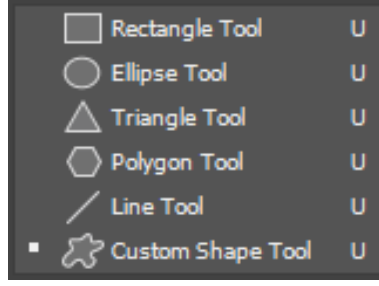 Rectangle Tool U
Ellipse Tool U
Triangle Tool U
Polygon Tool U
Line Tool U
Custom Shape Tool U